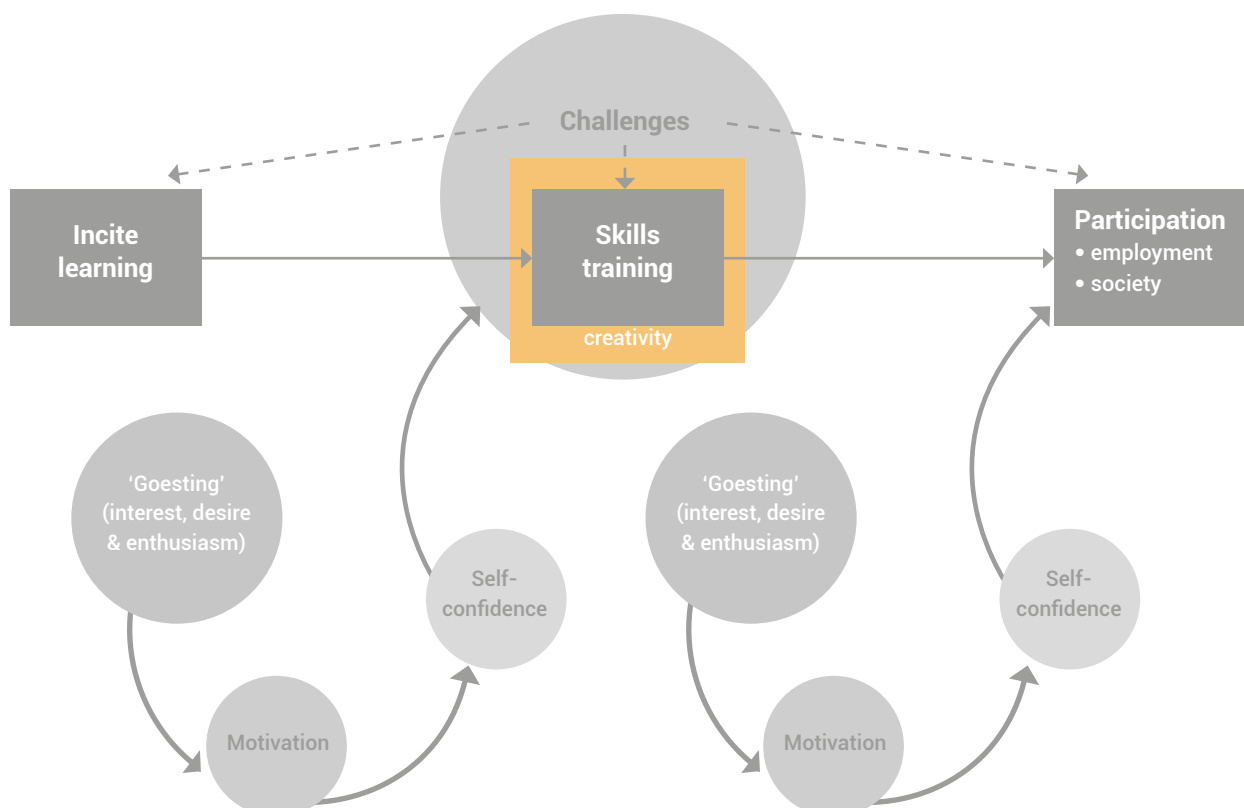 Challenges
Incite
learning
Skills
training
creativity
Participation
• employment
• society
‘Goesting’
(interest, desire
& enthusiasm)
Motivation
Self-
confidence
‘Goesting’
(interest, desire
& enthusiasm)
Motivation
Self-
confidence